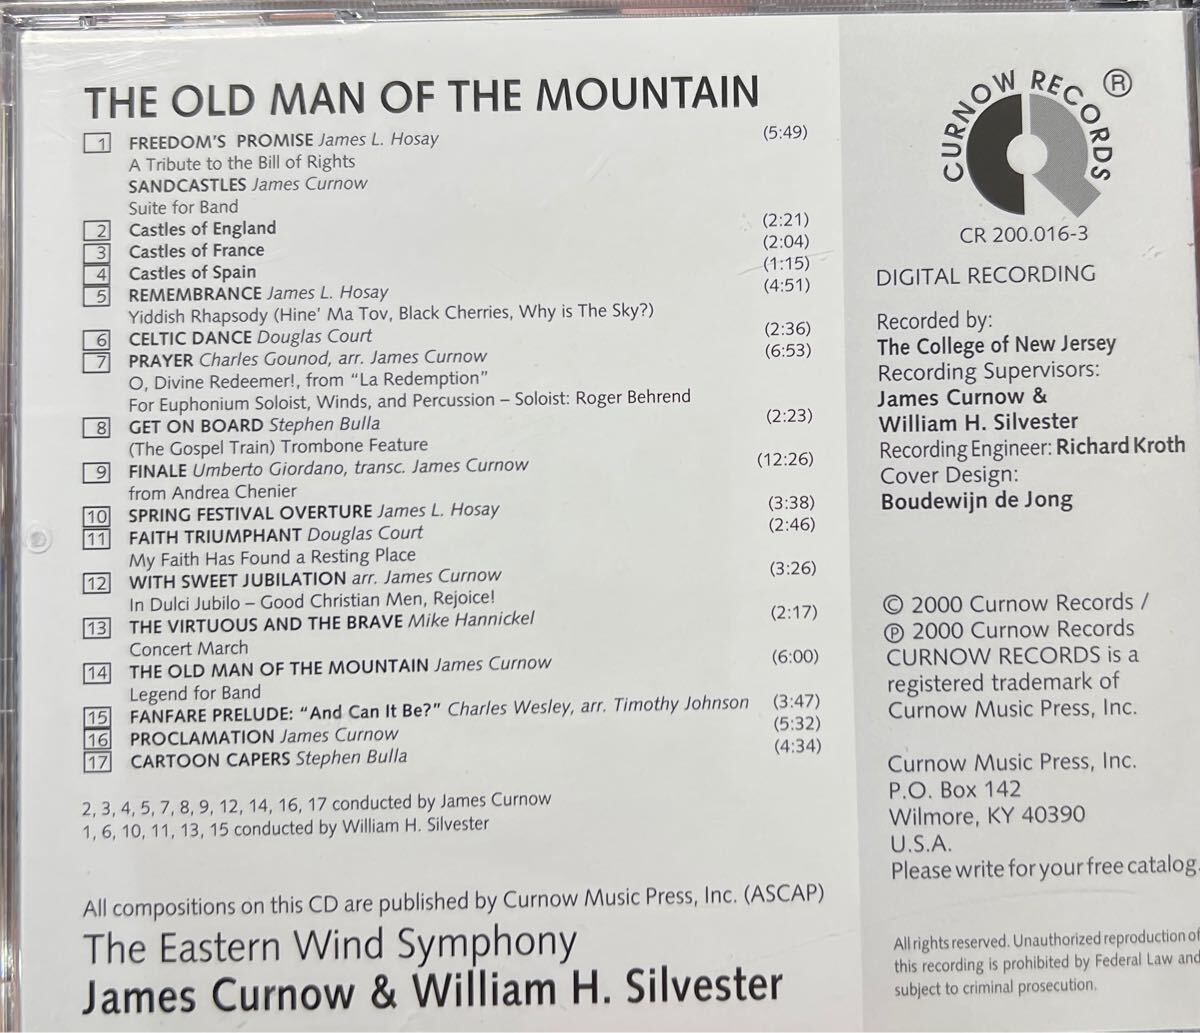 THE OLD MAN OF THE MOUNTAIN
1 FREEDOM'S PROMISE James L. Hosay (5:49)
A Tribute to the Bill of Rights
SANDCASTLES James Curnow
Suite for Band
2 Castles of England (2:21)
3 Castles of France (2:04)
4 Castles of Spain (1:15)
5 REMEMBRANCE James L. Hosay (4:51)
Yiddish Rhapsody (Hine' Ma Tov, Black Cherries, Why is The Sky?)
6 CELTIC DANCE Douglas Court (2:36)
7 PRAYER Charles Gounod, arr. James Curnow (6:53)
O, Divine Redeemer!, from “La Redemption”
For Euphonium Soloist, Winds, and Percussion – Soloist: Roger Behrend
8 GET ON BOARD Stephen Bulla (2:23)
(The Gospel Train) Trombone Feature
9 FINALE Umberto Giordano, transc. James Curnow (12:26)
from Andrea Chenier
10 SPRING FESTIVAL OVERTURE James L. Hosay (3:38)
11 FAITH TRIUMPHANT Douglas Court (2:46)
My Faith Has Found a Resting Place
12 WITH SWEET JUBILATION arr. James Curnow (3:26)
In Dulci Jubilo – Good Christian Men, Rejoice!
13 THE VIRTUOUS AND THE BRAVE Mike Hannickel (2:17)
Concert March
14 THE OLD MAN OF THE MOUNTAIN James Curnow (6:00)
Legend for Band
15 FANFARE PRELUDE: “And Can It Be?” Charles Wesley, arr. Timothy Johnson (3:47)
16 PROCLAMATION James Curnow (5:32)
17 CARTOON CAPERS Stephen Bulla (4:34)
2, 3, 4, 5, 7, 8, 9, 12, 14, 16, 17 conducted by James Curnow
1, 6, 10, 11, 13, 15 conducted by William H. Silvester
All compositions on this CD are published by Curnow Music Press, Inc. (ASCAP)
The Eastern Wind Symphony
James Curnow & William H. Silvester
CURNOW RECORDS ®
CR 200.016-3
DIGITAL RECORDING
Recorded by:
The College of New Jersey
Recording Supervisors:
James Curnow &
William H. Silvester
Recording Engineer: Richard Kroth
Cover Design:
Boudewijn de Jong
© 2000 Curnow Records /
℗ 2000 Curnow Records
CURNOW RECORDS is a
registered trademark of
Curnow Music Press, Inc.
Curnow Music Press, Inc.
P.O. Box 142
Wilmore, KY 40390
U.S.A.
Please write for your free catalog.
All rights reserved. Unauthorized reproduction of
this recording is prohibited by Federal Law and
subject to criminal prosecution.